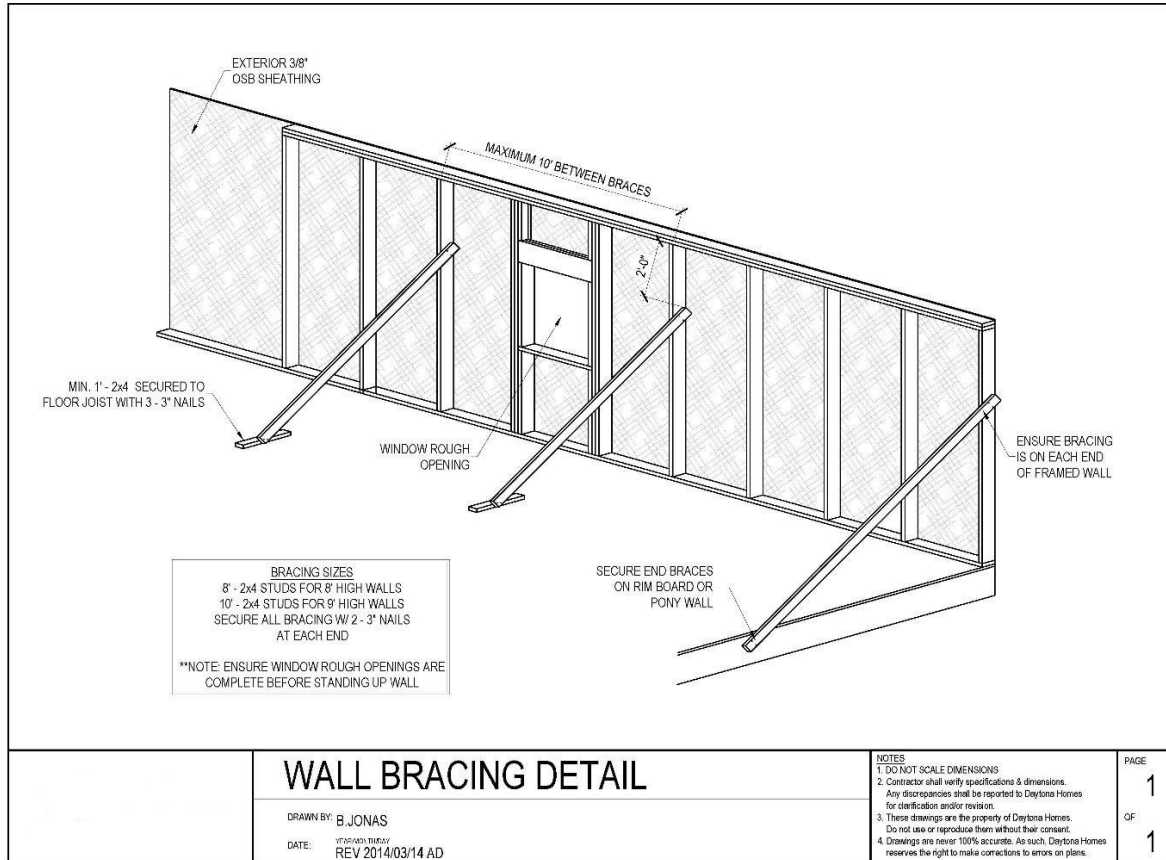 EXTERIOR 3/8"
OSB SHEATHING
MAXIMUM 10' BETWEEN BRACES
2'-0"
MIN. 1' - 2x4 SECURED TO
FLOOR JOIST WITH 3 - 3" NAILS
WINDOW ROUGH
OPENING
ENSURE BRACING
IS ON EACH END
OF FRAMED WALL
SECURE END BRACES
ON RIM BOARD OR
PONY WALL
BRACING SIZES
8' - 2x4 STUDS FOR 8' HIGH WALLS
10' - 2x4 STUDS FOR 9' HIGH WALLS
SECURE ALL BRACING W/ 2 - 3" NAILS
AT EACH END
**NOTE: ENSURE WINDOW ROUGH OPENINGS ARE
COMPLETE BEFORE STANDING UP WALL
WALL BRACING DETAIL
DRAWN BY: B.JONAS
DATE: YEAR/MONTH/DAY
REV 2014/03/14 AD
NOTES
1. DO NOT SCALE DIMENSIONS
2. Contractor shall verify specifications & dimensions.
Any discrepancies shall be reported to Daytona Homes
for clarification and/or revision.
3. These drawings are the property of Daytona Homes.
Do not use or reproduce them without their consent.
4. Drawings are never 100% accurate. As such, Daytona Homes
reserves the right to make corrections to errors on plans.
PAGE
1
OF
1